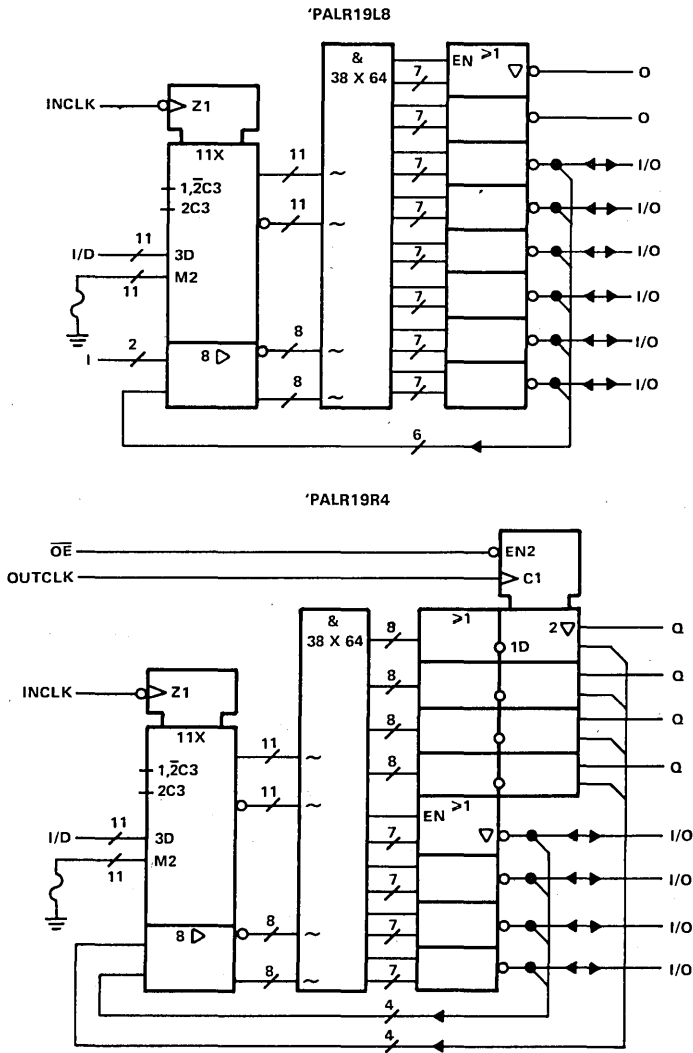 'PALR19L8
&
38 X 64
EN ≥1
▽
7
O
INCLK
Z1
7
O
11X
11
7
I/O
1,2̅C3
2C3
11
7
I/O
I/D
11
3D
7
I/O
M2
11
7
I/O
2
I
8 ▷
8
7
I/O
8
7
I/O
6
'PALR19R4
O̅E̅
EN2
OUTCLK
C1
&
38 X 64
≥1
8
2▽
Q
1D
8
Q
INCLK
Z1
8
Q
11X
11
8
Q
1,2̅C3
2C3
11
EN ≥1
▽
I/D
11
3D
7
I/O
M2
11
7
I/O
8 ▷
8
7
I/O
8
7
I/O
4
4